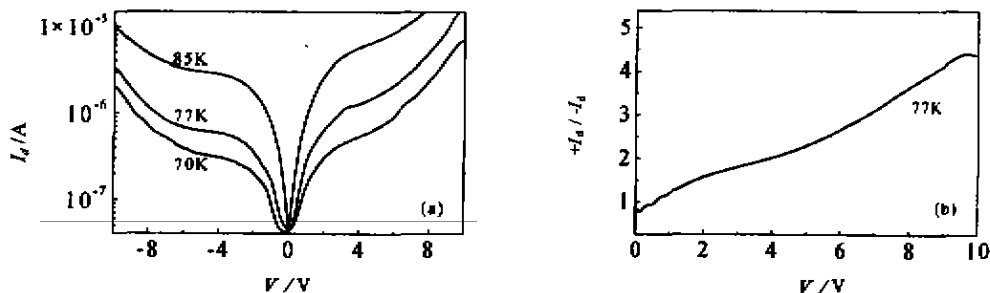 1×10⁻⁵
10⁻⁶
10⁻⁷
I_d/A
85K
77K
70K
(a)
-8 -4 0 4 8
V/V
5
4
3
2
1
+I_d/-I_d
77K
(b)
0 2 4 6 8 10
V/V